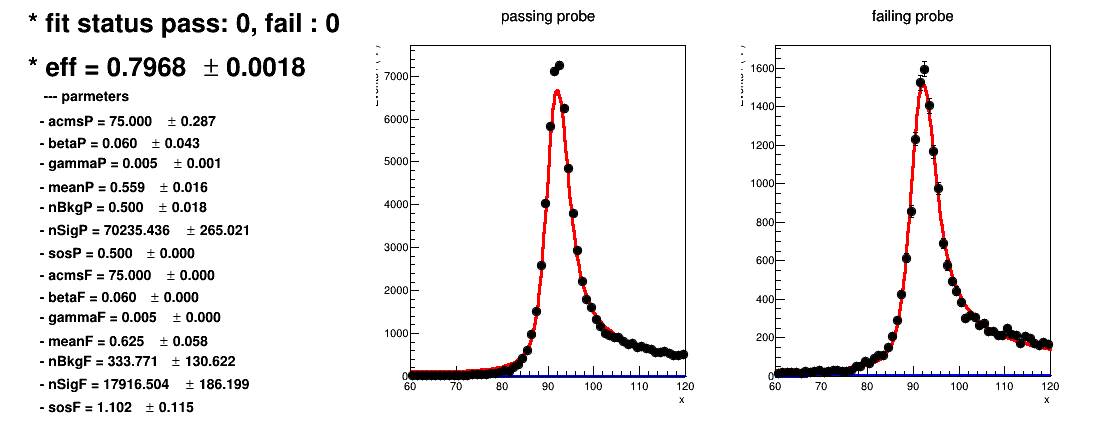 * fit status pass: 0, fail : 0
* eff = 0.7968 ± 0.0018
--- parmeters
- acmsP = 75.000 ± 0.287
- betaP = 0.060 ± 0.043
- gammaP = 0.005 ± 0.001
- meanP = 0.559 ± 0.016
- nBkgP = 0.500 ± 0.018
- nSigP = 70235.436 ± 265.021
- sosP = 0.500 ± 0.000
- acmsF = 75.000 ± 0.000
- betaF = 0.060 ± 0.000
- gammaF = 0.005 ± 0.000
- meanF = 0.625 ± 0.058
- nBkgF = 333.771 ± 130.622
- nSigF = 17916.504 ± 186.199
- sosF = 1.102 ± 0.115
passing probe
7000
6000
5000
4000
3000
2000
1000
0
60 70 80 90 100 110 120
x
failing probe
1600
1400
1200
1000
800
600
400
200
0
60 70 80 90 100 110 120
x